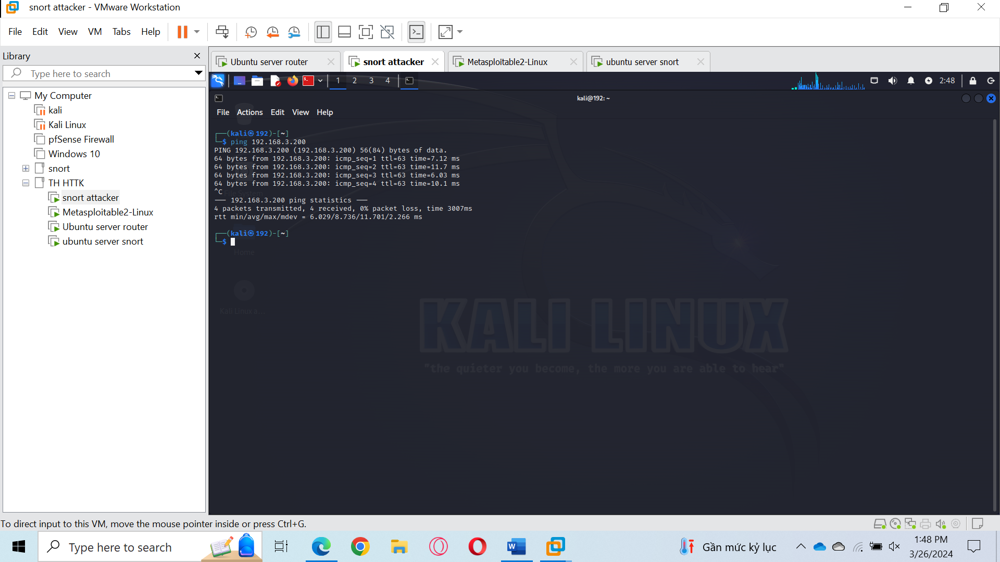 snort attacker - VMware Workstation
File Edit View VM Tabs Help
Library
Type here to search
My Computer
kali
Kali Linux
pfSense Firewall
Windows 10
snort
TH HTTK
snort attacker
Metasploitable2-Linux
Ubuntu server router
ubuntu server snort
Ubuntu server router
snort attacker
Metasploitable2-Linux
ubuntu server snort
1 2 3 4
2:48
kali@192: ~
File Actions Edit View Help
┌──(kali㉿192)-[~]
└─$ ping 192.168.3.200
PING 192.168.3.200 (192.168.3.200) 56(84) bytes of data.
64 bytes from 192.168.3.200: icmp_seq=1 ttl=63 time=7.12 ms
64 bytes from 192.168.3.200: icmp_seq=2 ttl=63 time=11.7 ms
64 bytes from 192.168.3.200: icmp_seq=3 ttl=63 time=6.03 ms
64 bytes from 192.168.3.200: icmp_seq=4 ttl=63 time=10.1 ms
^C
File System
--- 192.168.3.200 ping statistics ---
4 packets transmitted, 4 received, 0% packet loss, time 3007ms
rtt min/avg/max/mdev = 6.029/8.736/11.701/2.266 ms
┌──(kali㉿192)-[~]
└─$
Home
Kali Linux a...
KALI LINUX
"the quieter you become, the more you are able to hear"
To direct input to this VM, move the mouse pointer inside or press Ctrl+G.
Type here to search
Gần mức kỷ lục
1:48 PM
3/26/2024